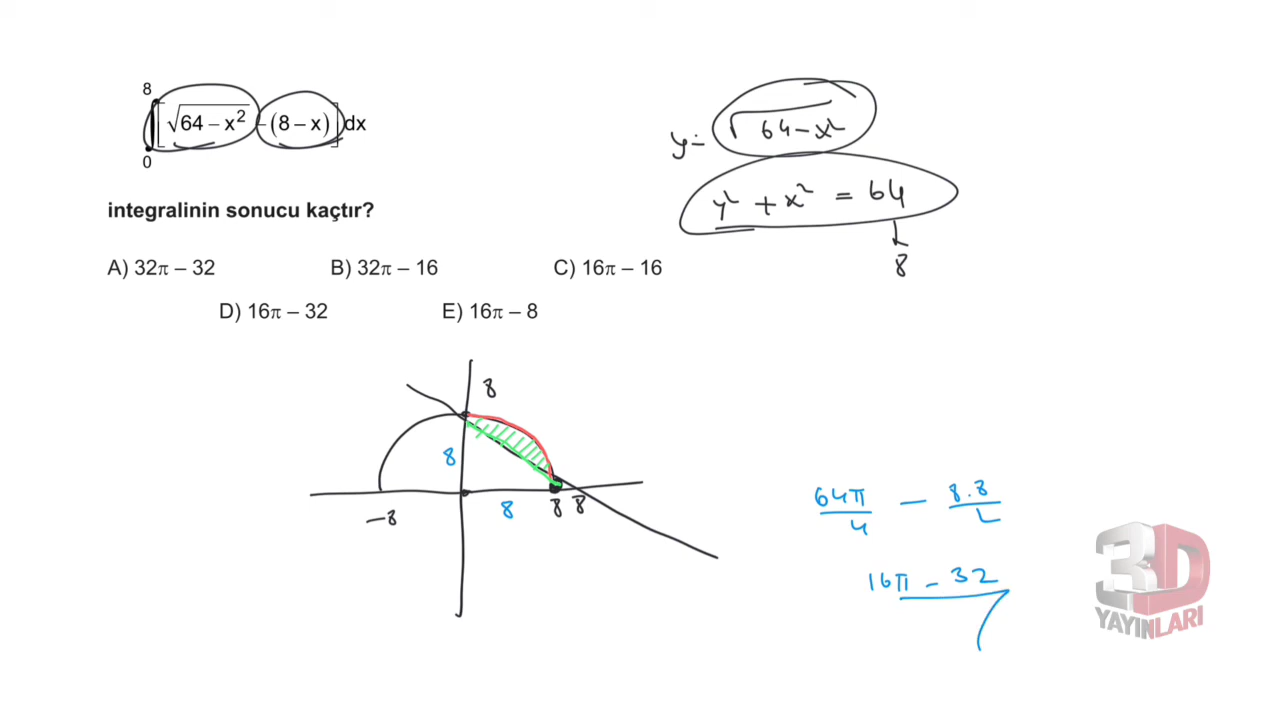 8
∫ [ √64 – x² – (8 – x) ] dx
0
integralinin sonucu kaçtır?
A) 32π – 32 B) 32π – 16 C) 16π – 16
D) 16π – 32 E) 16π – 8
y = √64 – x²
y² + x² = 64
8
8
8
–8 8 8 8
64π/4 – 8.8/2
16π – 32
3D
YAYINLARI